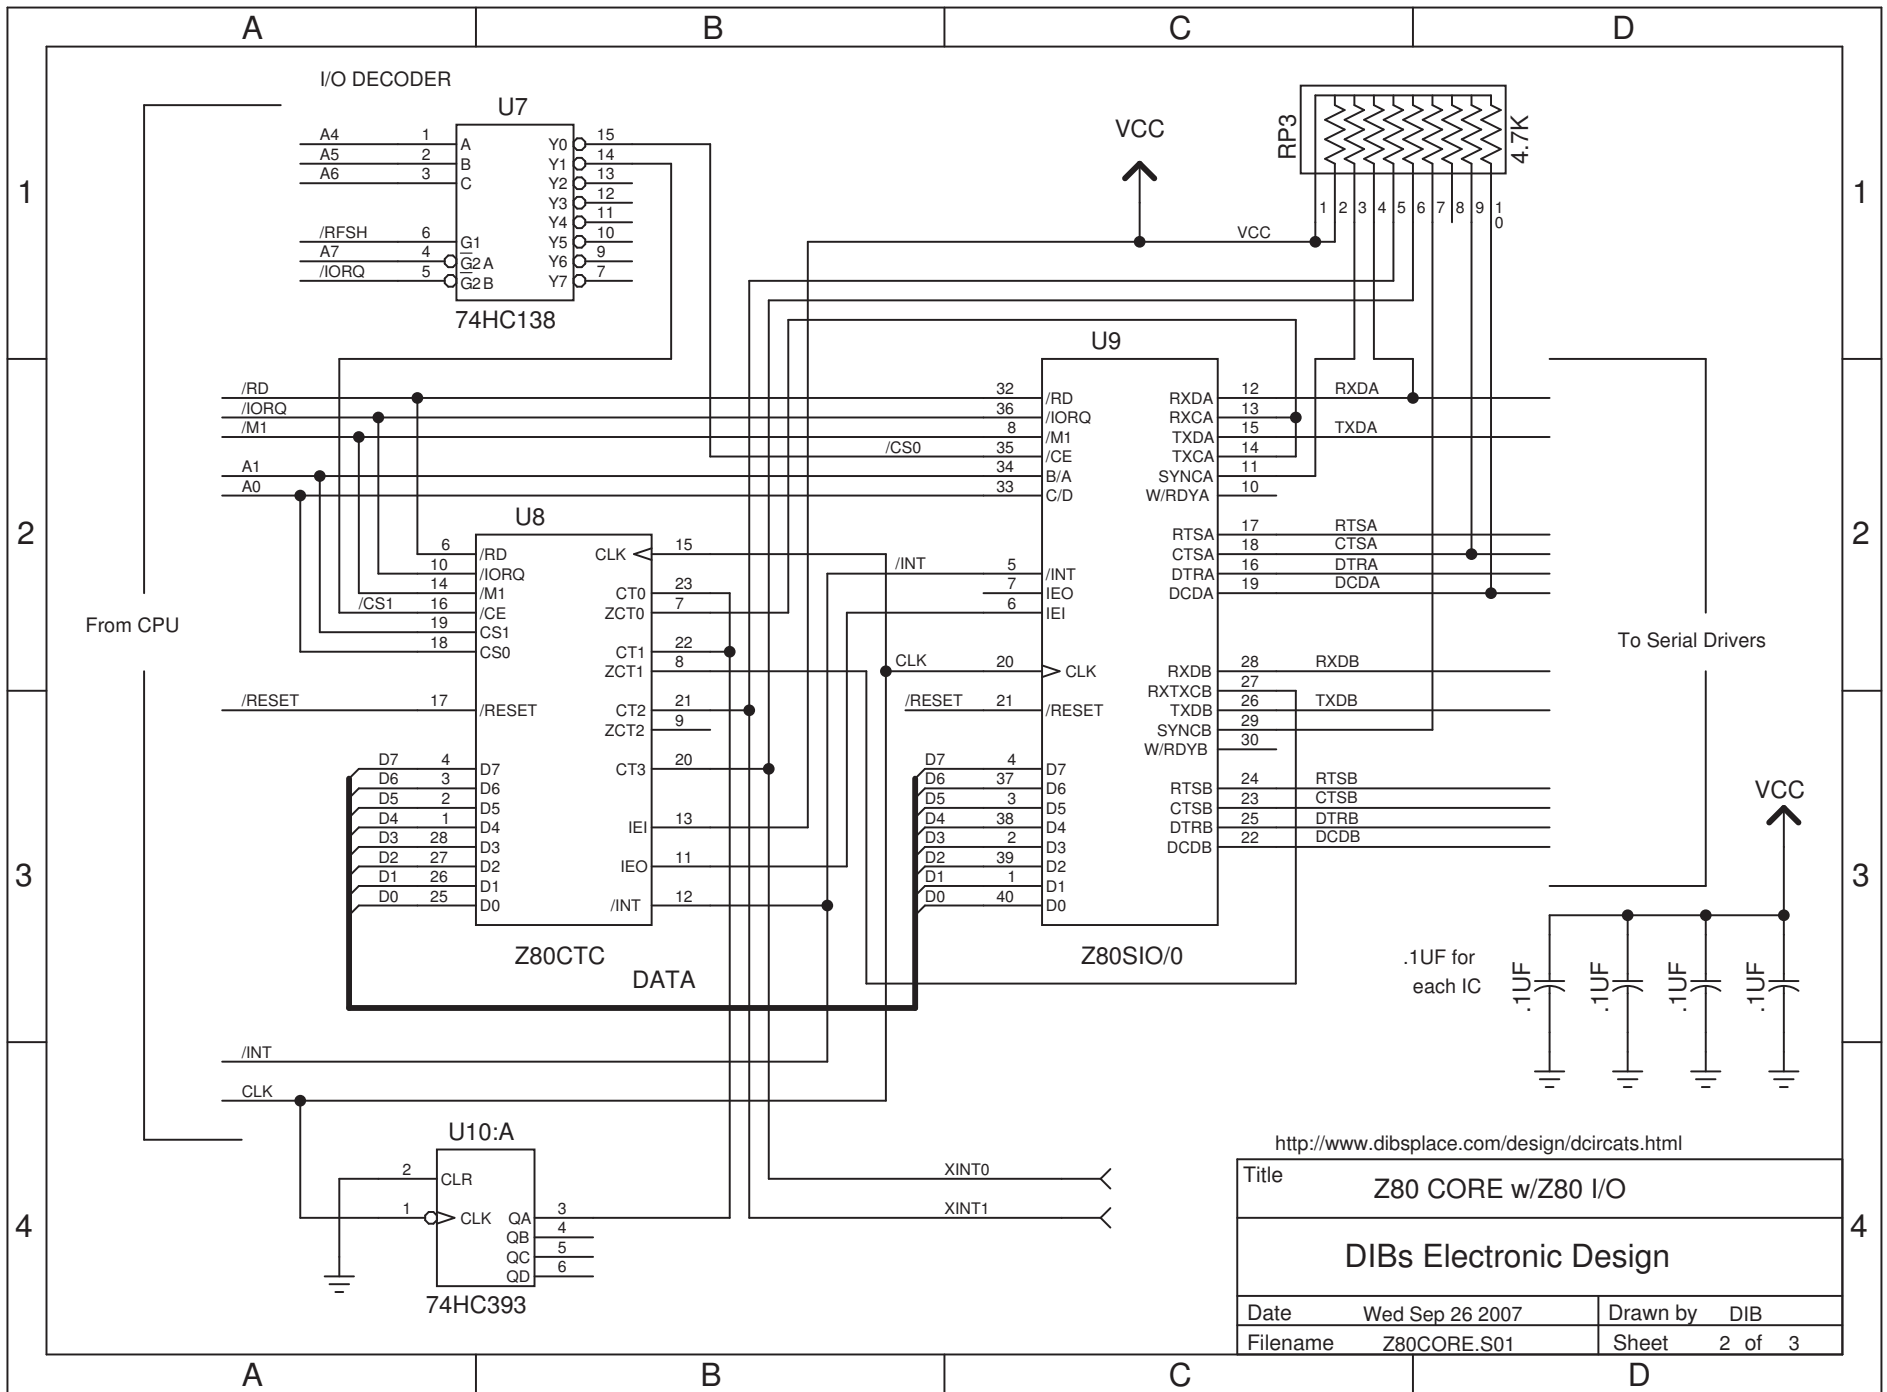 A B C D
I/O DECODER
U7
A4 1 A Y0 15
A5 2 B Y1 14
A6 3 C Y2 13
Y3 12
Y4 11
/RFSH 6 G1 Y5 10
A7 4 G2A Y6 9
/IORQ 5 G2B Y7 7
74HC138
VCC
RP3
4.7K
1 2 3 4 5 6 7 8 9 10
VCC
1 1
U9
/RD 32 /RD RXDA 12 RXDA
/IORQ 36 /IORQ RXCA 13
/M1 8 /M1 TXDA 15 TXDA
/CS0 35 /CE TXCA 14
A1 34 B/A SYNCA 11
A0 33 C/D W/RDYA 10
RTSA 17 RTSA
CTSA 18 CTSA
/INT 5 /INT DTRA 16 DTRA
7 IEO DCDA 19 DCDA
6 IEI
CLK 20 CLK RXDB 28 RXDB
RXTXCB 27
/RESET 21 /RESET TXDB 26 TXDB
SYNCB 29
W/RDYB 30
D7 4 D7
D6 37 D6 RTSB 24 RTSB
D5 3 D5 CTSB 23 CTSB
D4 38 D4 DTRB 25 DTRB
D3 2 D3 DCDB 22 DCDB
D2 39 D2
D1 1 D1
D0 40 D0
Z80SIO/0
2 2
U8
6 /RD CLK 15
10 /IORQ
14 /M1 CT0 23
/CS1 16 /CE ZCT0 7
19 CS1
18 CS0 CT1 22
ZCT1 8
/RESET 17 /RESET CT2 21
ZCT2 9
D7 4 D7 CT3 20
D6 3 D6
D5 2 D5
D4 1 D4 IEI 13
D3 28 D3
D2 27 D2 IEO 11
D1 26 D1
D0 25 D0 /INT 12
Z80CTC
DATA
From CPU
To Serial Drivers
3 3
VCC
.1UF for
each IC
.1UF .1UF .1UF .1UF
/INT
CLK
U10:A
2 CLR
1 CLK QA 3
QB 4
QC 5
QD 6
74HC393
XINT0
XINT1
4 4
http://www.dibsplace.com/design/dcircats.html
Title
Z80 CORE w/Z80 I/O
DIBs Electronic Design
Date Wed Sep 26 2007 Drawn by DIB
Filename Z80CORE.S01 Sheet 2 of 3
A B C D